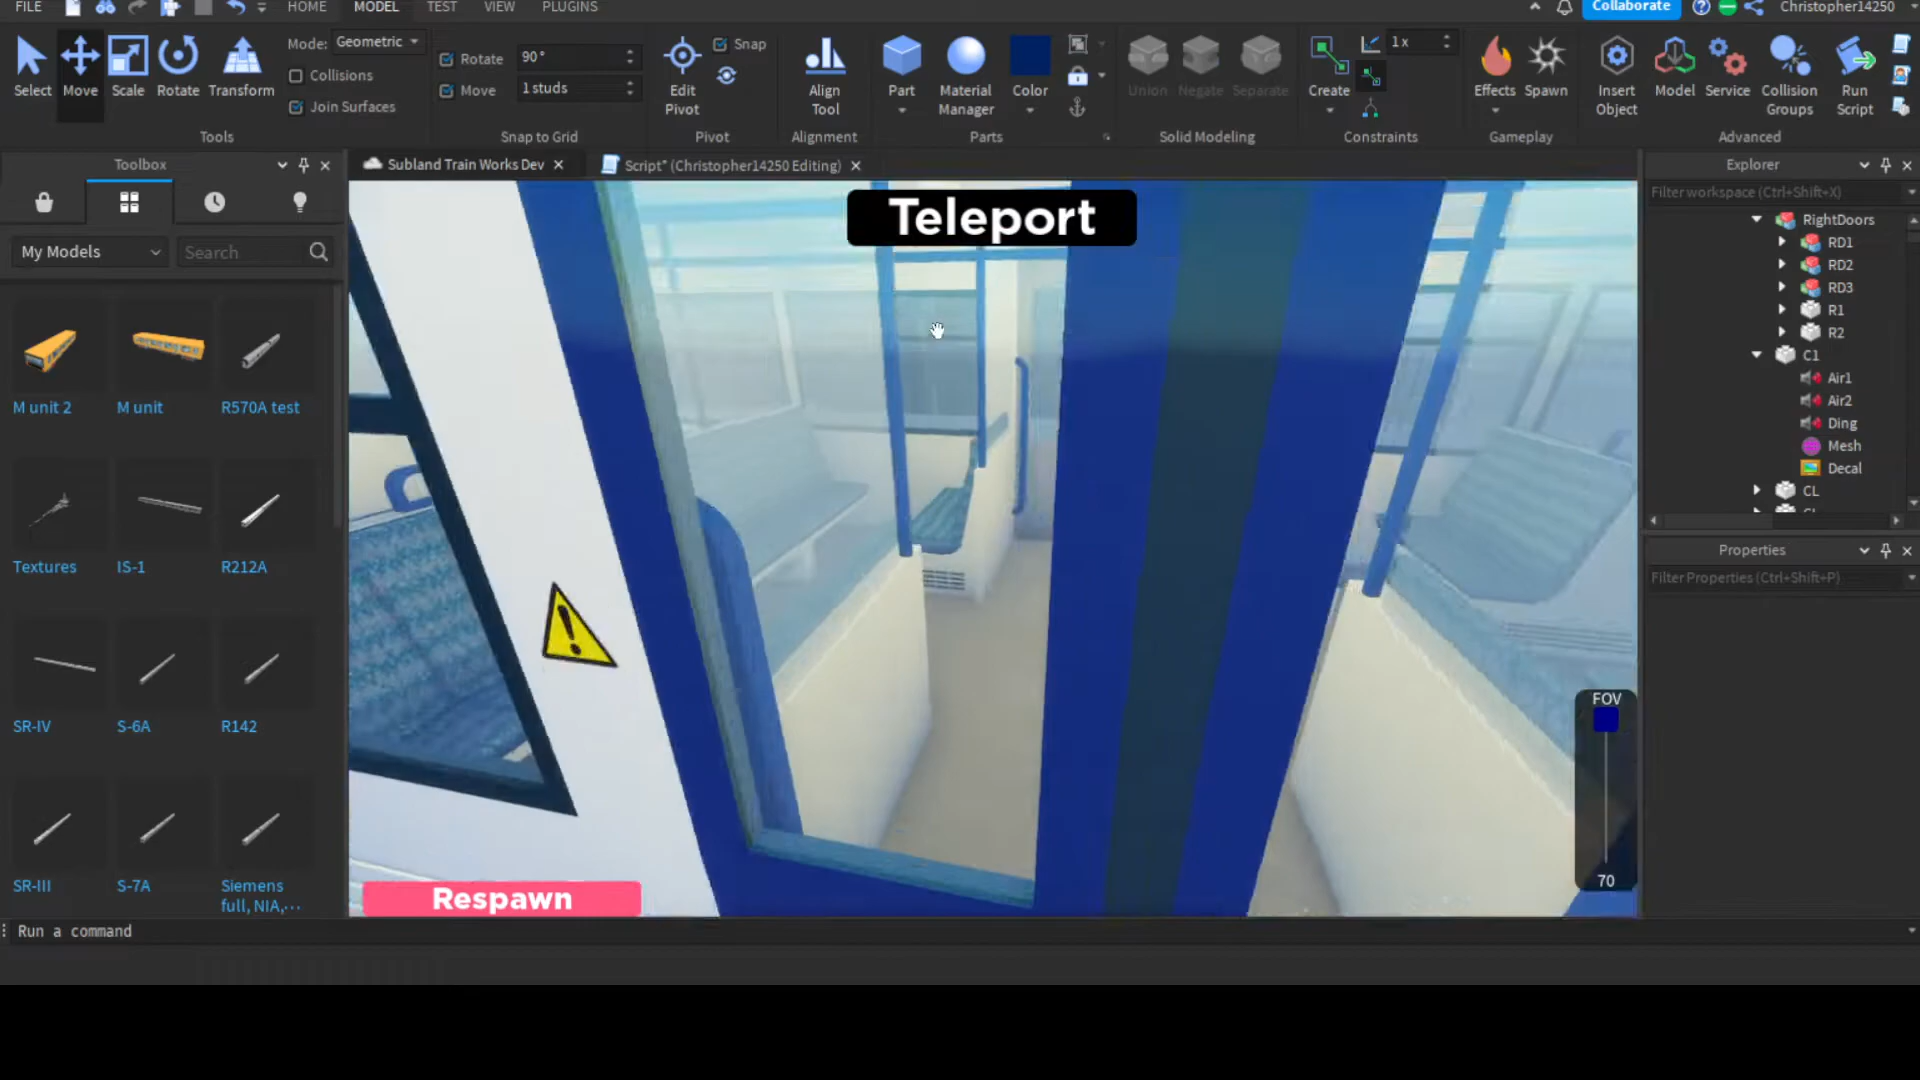 FILE
HOME
MODEL
TEST
VIEW
PLUGINS
Collaborate
Christopher14250
Select
Move
Scale
Rotate
Transform
Mode: Geometric
Collisions
Join Surfaces
Tools
Rotate 90°
Move 1 studs
Snap to Grid
Edit Pivot
Snap
Pivot
Align Tool
Alignment
Part
Material Manager
Color
Parts
Union
Negate
Separate
Solid Modeling
Create
1 x
Constraints
Effects
Spawn
Gameplay
Insert Object
Model
Service
Collision Groups
Run Script
Advanced
Toolbox
Subland Train Works Dev
Script* (Christopher14250 Editing)
My Models
Search
M unit 2
M unit
R570A test
Textures
IS-1
R212A
SR-IV
S-6A
R142
SR-III
S-7A
Siemens
full, NIA,...
Teleport
FOV
70
Respawn
Explorer
Filter workspace (Ctrl+Shift+X)
RightDoors
RD1
RD2
RD3
R1
R2
C1
Air1
Air2
Ding
Mesh
Decal
CL
Properties
Filter Properties (Ctrl+Shift+P)
Run a command